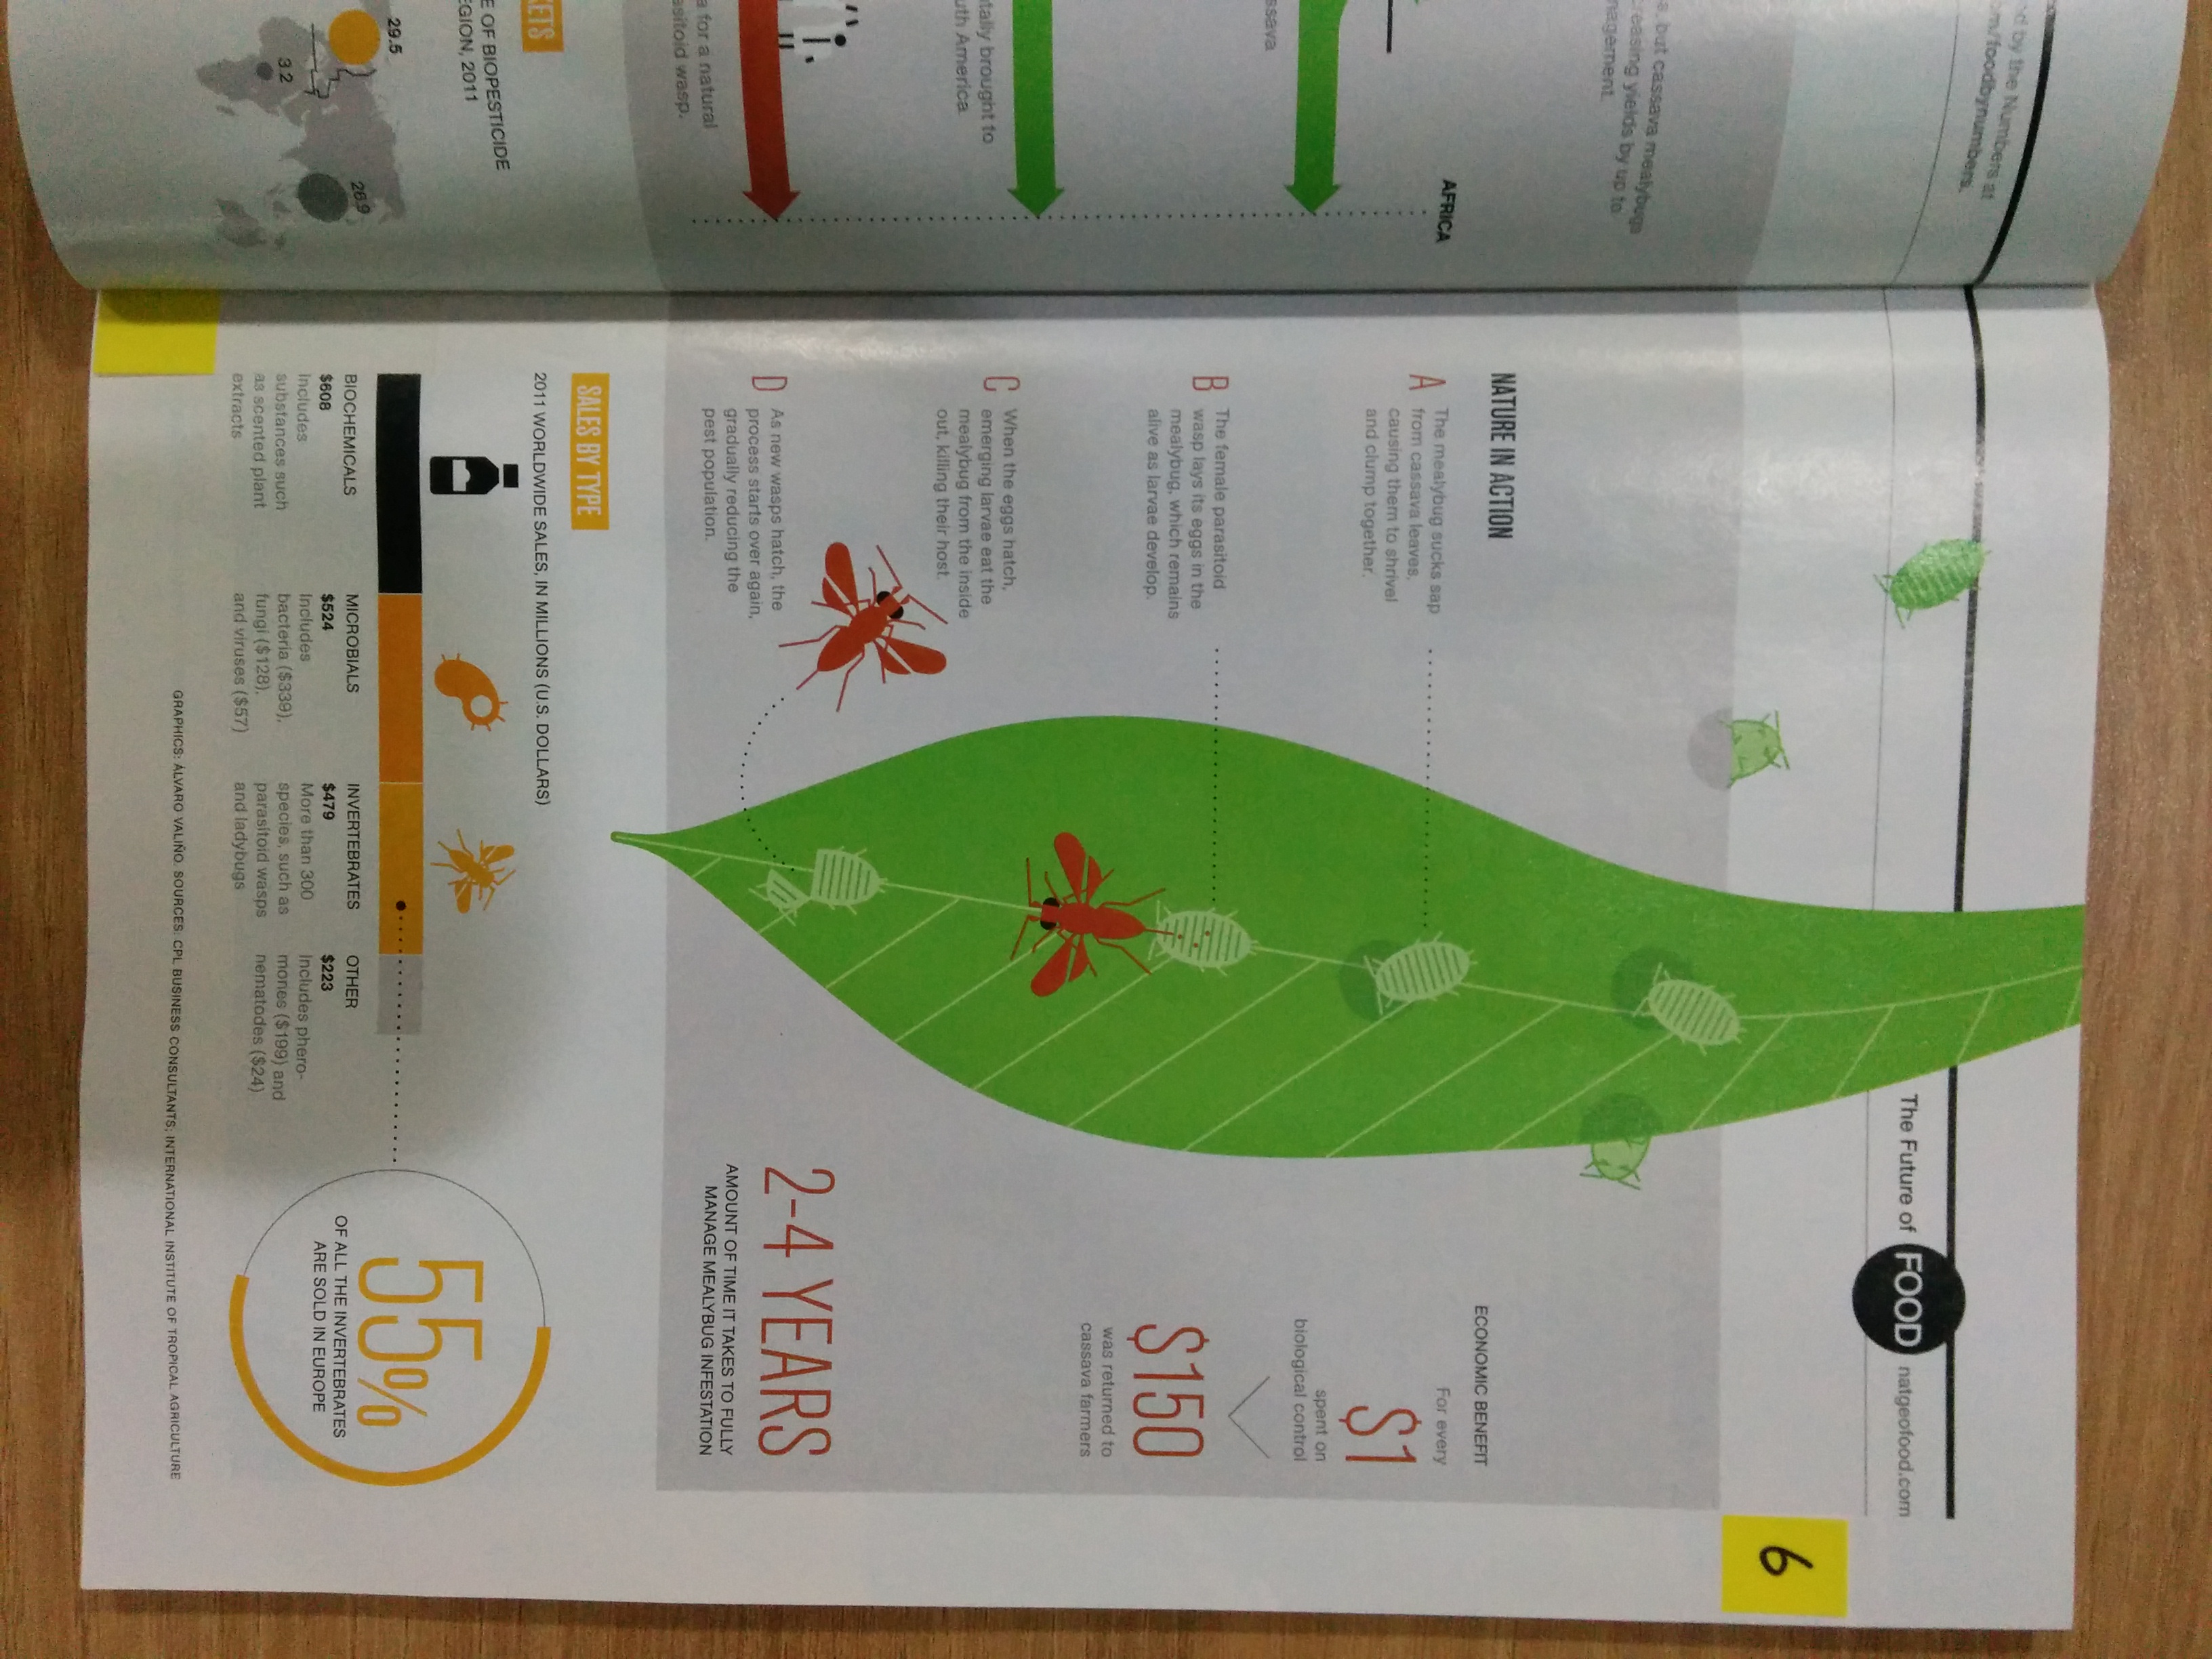 nd by the Numbers at
om/foodbynumbers.
a, but cassava mealybugs
reasing yields by up to
nagement.
AFRICA
ssava
tally brought to
uth America.
a for a natural
asitoid wasp.
KETS
E OF BIOPESTICIDE
EGION, 2011
29.5
3.2
26.9
The Future of FOOD natgeofood.com
6
NATURE IN ACTION
A The mealybug sucks sap
from cassava leaves,
causing them to shrivel
and clump together.
B The female parasitoid
wasp lays its eggs in the
mealybug, which remains
alive as larvae develop.
C When the eggs hatch,
emerging larvae eat the
mealybug from the inside
out, killing their host.
D As new wasps hatch, the
process starts over again,
gradually reducing the
pest population.
ECONOMIC BENEFIT
For every
$1
spent on
biological control
$150
was returned to
cassava farmers
2-4 YEARS
AMOUNT OF TIME IT TAKES TO FULLY
MANAGE MEALYBUG INFESTATION
SALES BY TYPE
2011 WORLDWIDE SALES, IN MILLIONS (U.S. DOLLARS)
BIOCHEMICALS
$608
Includes
substances such
as scented plant
extracts
MICROBIALS
$524
Includes
bacteria ($339),
fungi ($128),
and viruses ($57)
INVERTEBRATES
$479
More than 300
species, such as
parasitoid wasps
and ladybugs
OTHER
$223
Includes phero-
mones ($199) and
nematodes ($24)
55%
OF ALL THE INVERTEBRATES
ARE SOLD IN EUROPE
GRAPHICS: ÁLVARO VALIÑO. SOURCES: CPL BUSINESS CONSULTANTS; INTERNATIONAL INSTITUTE OF TROPICAL AGRICULTURE